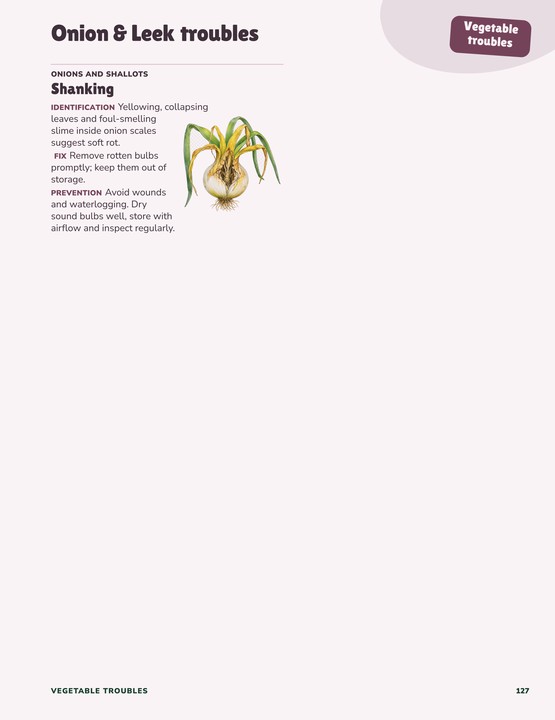 Onion & Leek troubles
Vegetable
troubles
ONIONS AND SHALLOTS
Shanking
IDENTIFICATION Yellowing, collapsing
leaves and foul-smelling
slime inside onion scales
suggest soft rot.
FIX Remove rotten bulbs
promptly; keep them out of
storage.
PREVENTION Avoid wounds
and waterlogging. Dry
sound bulbs well, store with
airflow and inspect regularly.
VEGETABLE TROUBLES
127